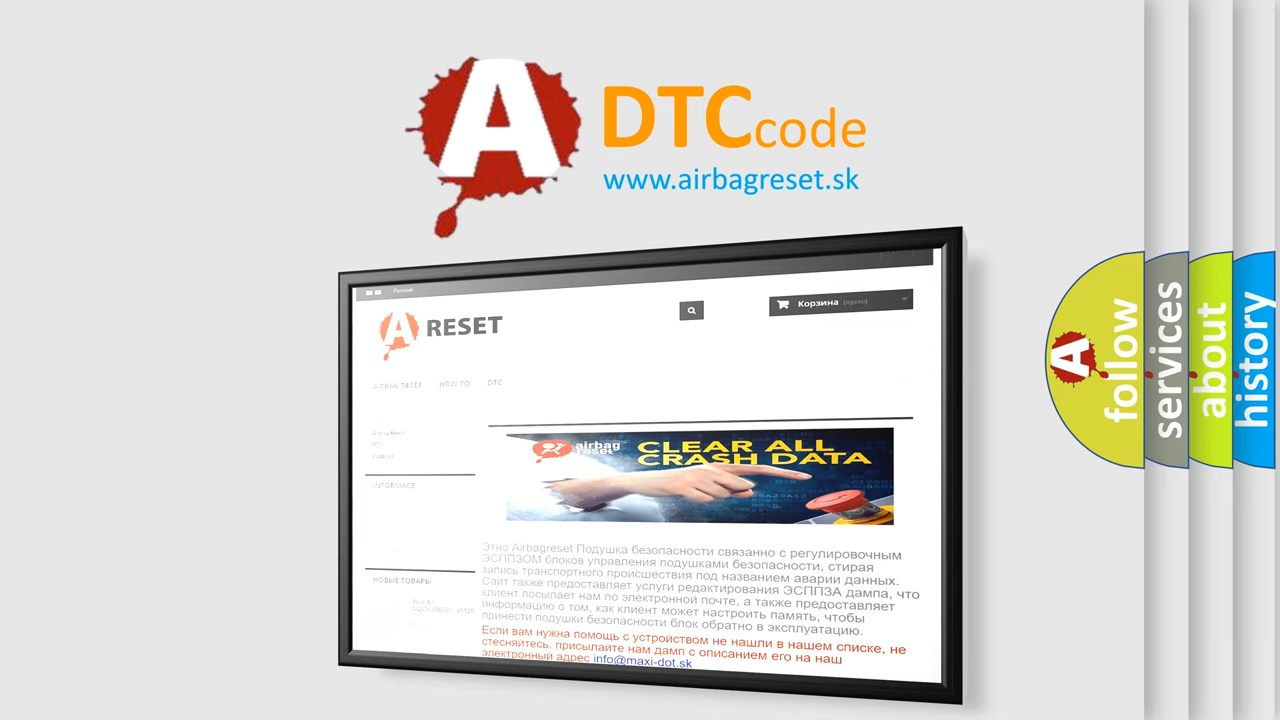 A
DTCcode
www.airbagreset.sk
Русский
A RESET
Корзина (пусто)
AIRBAG RESET HOW TO DTC
INFORMACE
НОВЫЕ ТОВАРЫ
airbag
reset
CLEAR ALL
CRASH DATA
Этно Airbagreset Подушка безопасности связанно с регулировочным
ЭСППЗОМ блоков управления подушками безопасности, стирая
запись транспортного происшествия под названием аварии данных.
Сайт также предоставляет услуги редактирования ЭСППЗА дампа, что
клиент посылает нам по электронной почте, а также предоставляет
информацию о том, как клиент может настроить память, чтобы
принести подушки безопасности блок обратно в эксплуатацию.
Если вам нужна помощь с устройством не нашли в нашем списке, не
стесняйтесь, присылайте нам дамп с описанием его на наш
электронный адрес info@maxi-dot.sk
A
follow
services
about
history